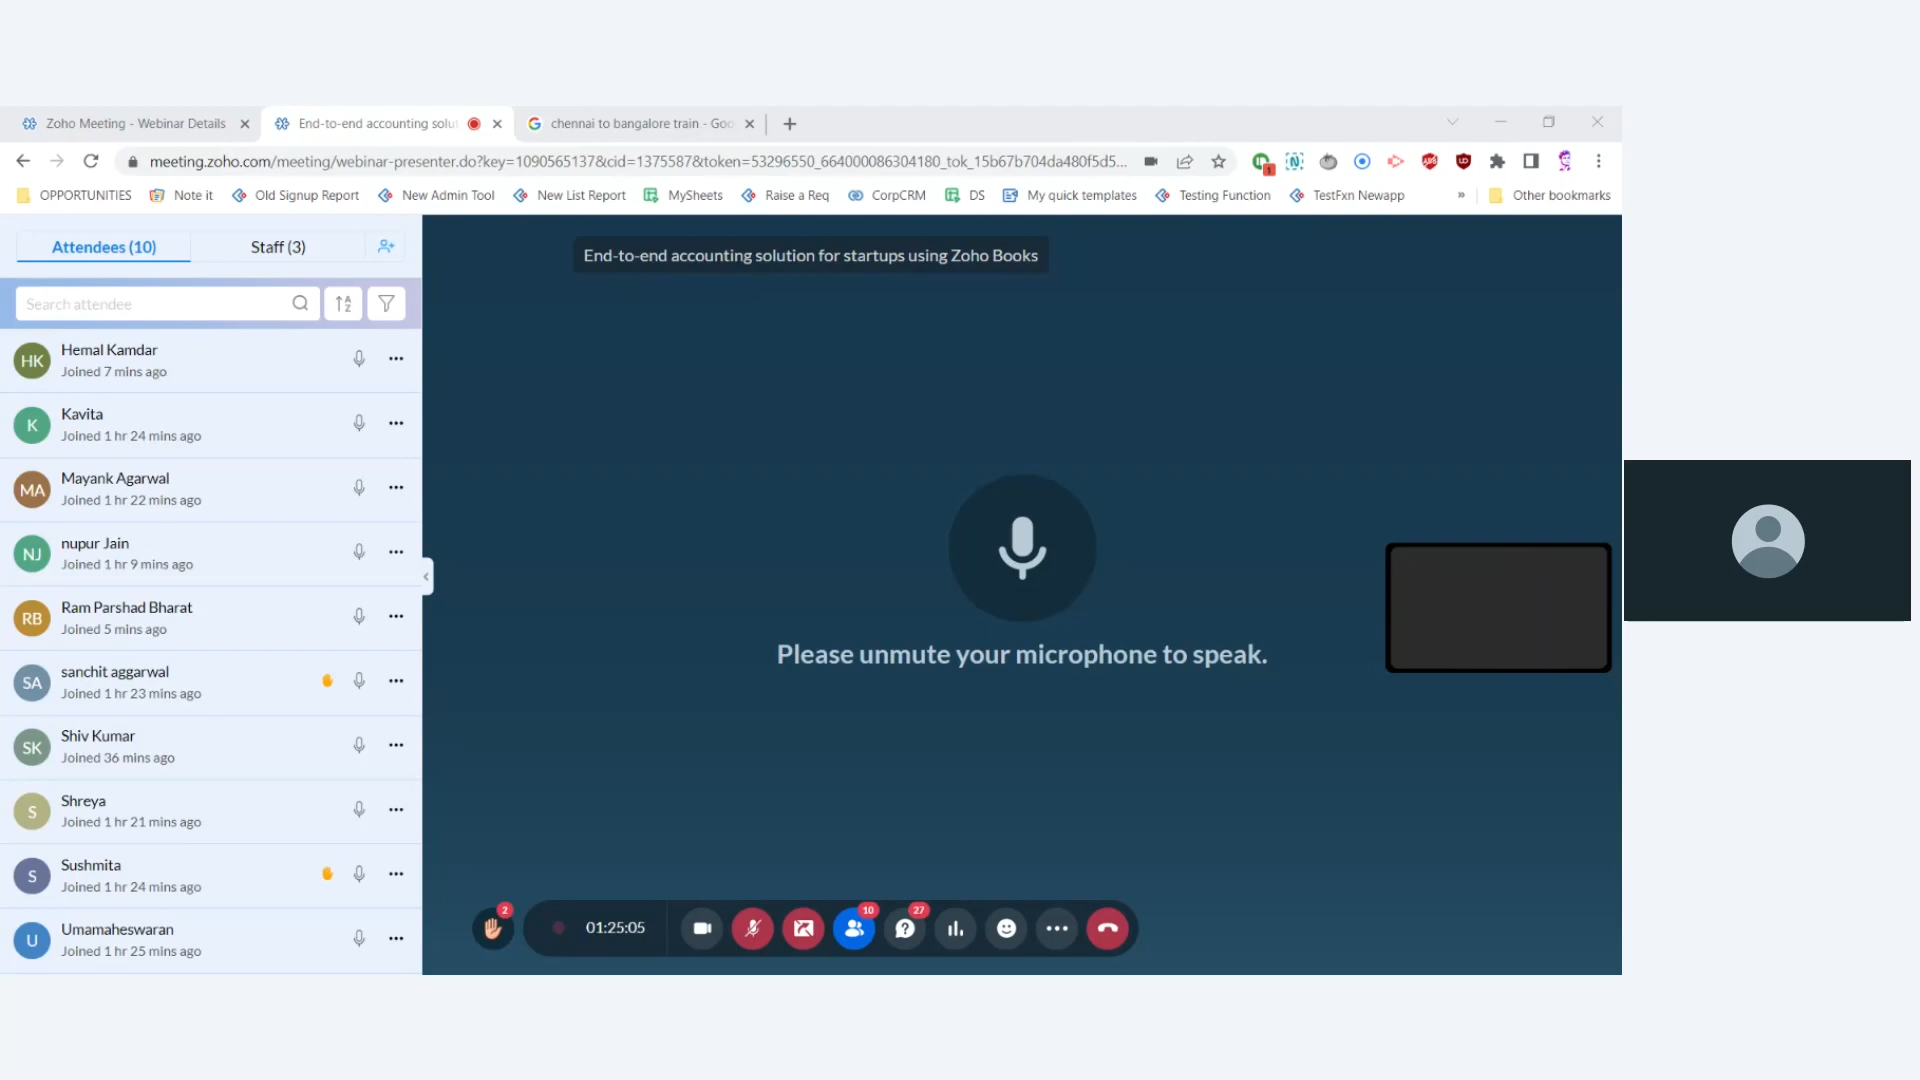 Zoho Meeting - Webinar Details
End-to-end accounting solu
chennai to bangalore train - Goo
meeting.zoho.com/meeting/webinar-presenter.do?key=1090565137&cid=1375587&token=53296550_664000086304180_tok_15b67b704da480f5d5...
1
OPPORTUNITIES
Note it
Old Signup Report
New Admin Tool
New List Report
MySheets
Raise a Req
CorpCRM
DS
My quick templates
Testing Function
TestFxn Newapp
»
Other bookmarks
Attendees (10)
Staff (3)
Search attendee
HK
Hemal Kamdar
Joined 7 mins ago
K
Kavita
Joined 1 hr 24 mins ago
MA
Mayank Agarwal
Joined 1 hr 22 mins ago
NJ
nupur Jain
Joined 1 hr 9 mins ago
RB
Ram Parshad Bharat
Joined 5 mins ago
SA
sanchit aggarwal
Joined 1 hr 23 mins ago
SK
Shiv Kumar
Joined 36 mins ago
S
Shreya
Joined 1 hr 21 mins ago
S
Sushmita
Joined 1 hr 24 mins ago
U
Umamaheswaran
Joined 1 hr 25 mins ago
End-to-end accounting solution for startups using Zoho Books
Please unmute your microphone to speak.
2
01:25:05
10
27